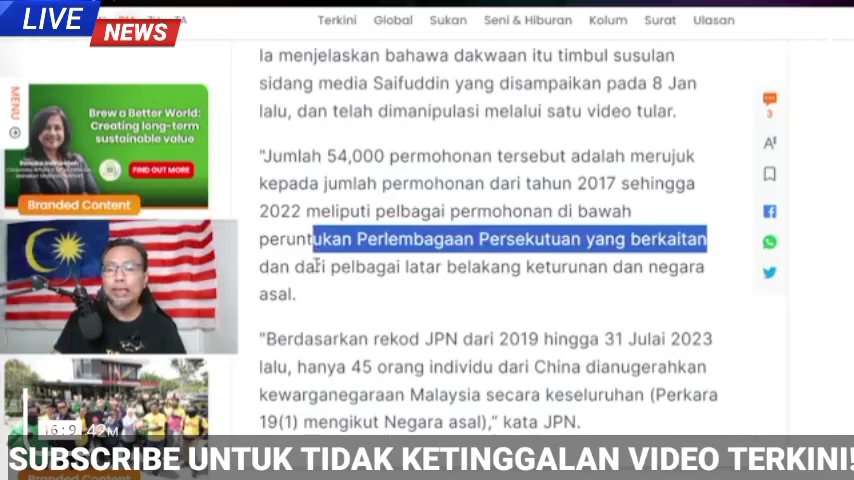 LIVE
NEWS
TA
Terkini Global Sukan Seni & Hiburan Kolum Surat Ulasan
MENU
Brew a Better World:
Creating long-term
sustainable value
FIND OUT MORE
Branded Content
Ia menjelaskan bahawa dakwaan itu timbul susulan
sidang media Saifuddin yang disampaikan pada 8 Jan
lalu, dan telah dimanipulasi melalui satu video tular.
"Jumlah 54,000 permohonan tersebut adalah merujuk
kepada jumlah permohonan dari tahun 2017 sehingga
2022 meliputi pelbagai permohonan di bawah
peruntukan Perlembagaan Persekutuan yang berkaitan
dan dari pelbagai latar belakang keturunan dan negara
asal.
"Berdasarkan rekod JPN dari 2019 hingga 31 Julai 2023
lalu, hanya 45 orang individu dari China dianugerahkan
kewarganegaraan Malaysia secara keseluruhan (Perkara
19(1) mengikut Negara asal)," kata JPN.
3
16:9
42M
SUBSCRIBE UNTUK TIDAK KETINGGALAN VIDEO TERKINI!